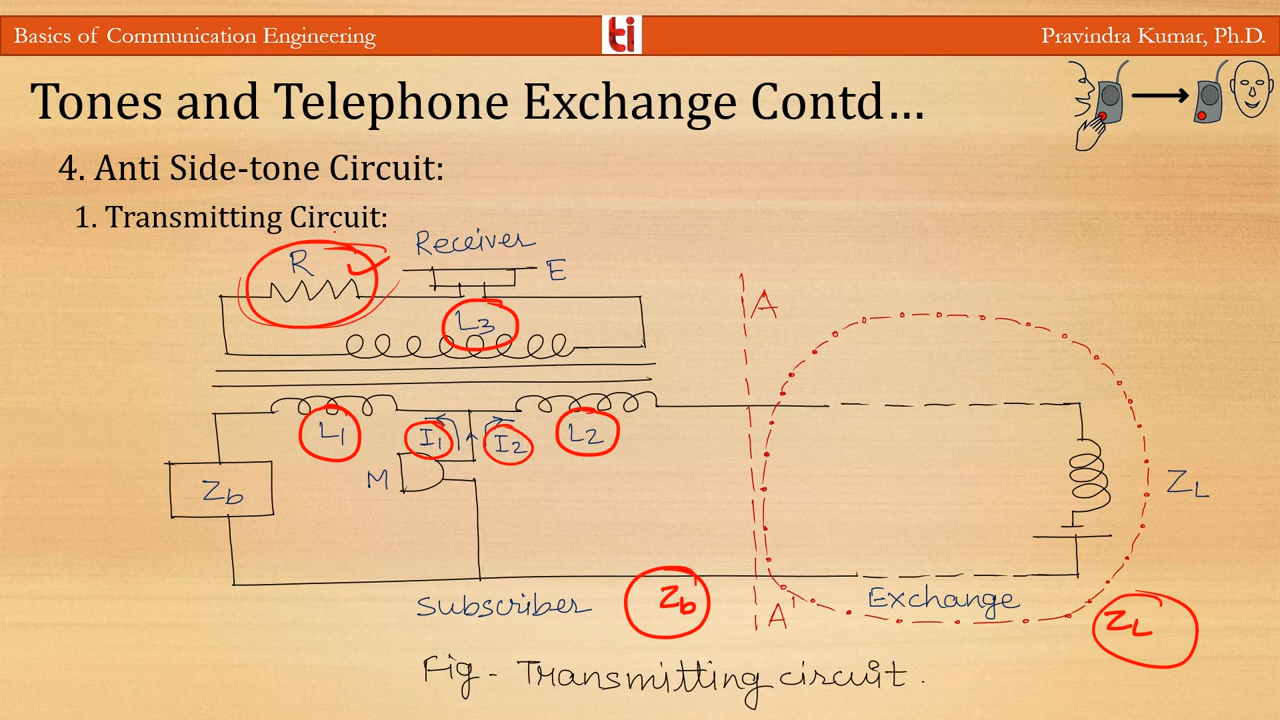 Basics of Communication Engineering
ti
Pravindra Kumar, Ph.D.
Tones and Telephone Exchange Contd…
4. Anti Side-tone Circuit:
1. Transmitting Circuit:
Receiver
R
E
L3
A
L1
I1
I2
L2
M
Zb
ZL
Subscriber
Zb
A'
Exchange
ZL
Fig - Transmitting circuit.